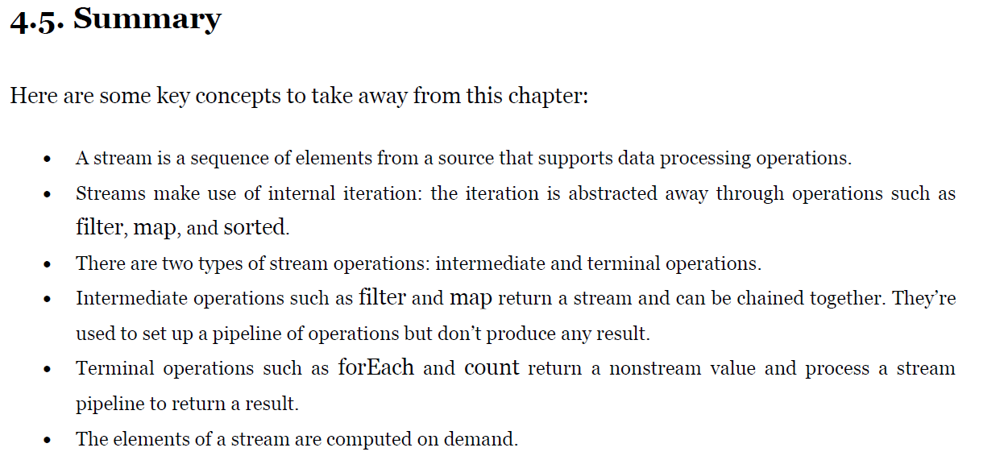 4.5. Summary
Here are some key concepts to take away from this chapter:
• A stream is a sequence of elements from a source that supports data processing operations.
• Streams make use of internal iteration: the iteration is abstracted away through operations such as
filter, map, and sorted.
• There are two types of stream operations: intermediate and terminal operations.
• Intermediate operations such as filter and map return a stream and can be chained together. They’re
used to set up a pipeline of operations but don’t produce any result.
• Terminal operations such as forEach and count return a nonstream value and process a stream
pipeline to return a result.
• The elements of a stream are computed on demand.